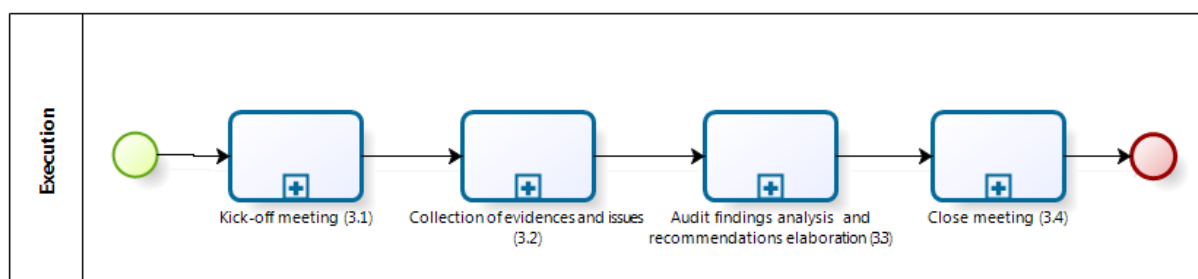 Execution
Kick-off meeting (3.1)
Collection of evidences and issues
(3.2)
Audit findings analysis and
recommendations elaboration (3.3)
Close meeting (3.4)